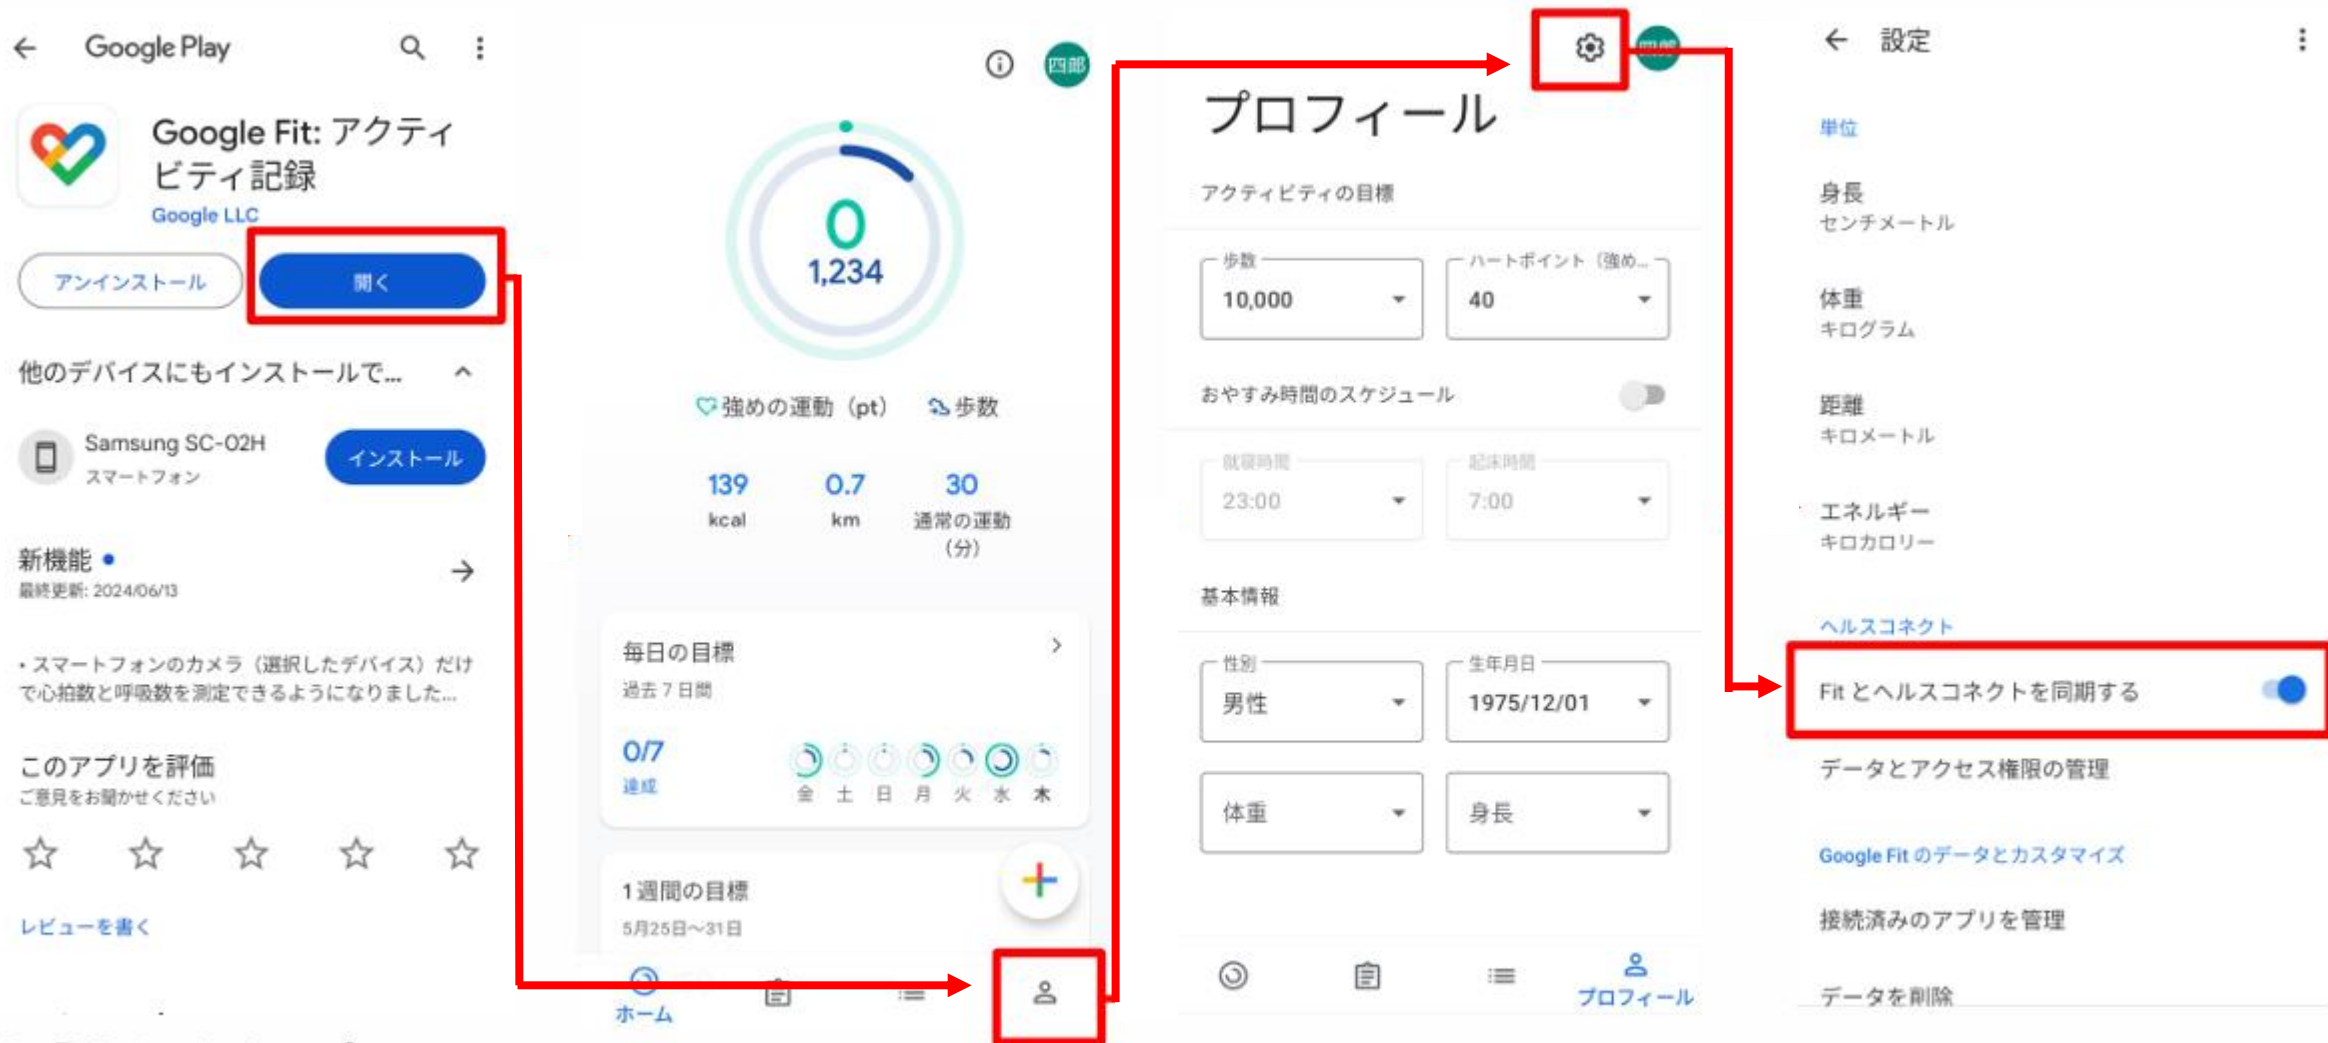 Google Play
Google Fit: アクティ
ビティ記録
Google LLC
アンインストール
開く
他のデバイスにもインストールで...
Samsung SC-02H
スマートフォン
インストール
新機能
最終更新: 2024/06/13
・スマートフォンのカメラ（選択したデバイス）だけ
で心拍数と呼吸数を測定できるようになりました...
このアプリを評価
ご意見をお聞かせください
レビューを書く
四郎
0
1,234
強めの運動（pt） 歩数
139 0.7 30
kcal km 通常の運動
（分）
毎日の目標
過去 7 日間
0/7
達成
金 土 日 月 火 水 木
1 週間の目標
5月25日～31日
ホーム
プロフィール
アクティビティの目標
歩数
10,000
ハートポイント（強め...
40
おやすみ時間のスケジュール
就寝時間
23:00
起床時間
7:00
基本情報
性別
男性
生年月日
1975/12/01
体重
身長
プロフィール
設定
単位
身長
センチメートル
体重
キログラム
距離
キロメートル
エネルギー
キロカロリー
ヘルスコネクト
Fit とヘルスコネクトを同期する
データとアクセス権限の管理
Google Fit のデータとカスタマイズ
接続済みのアプリを管理
データを削除